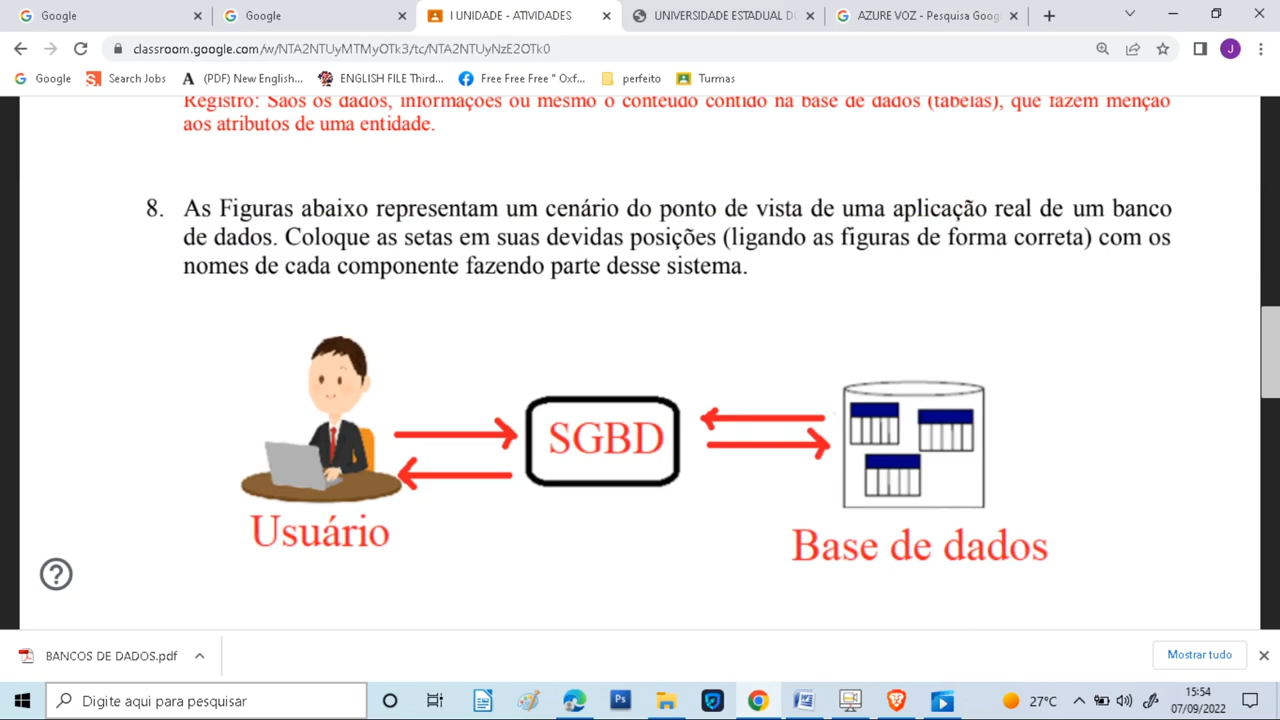 Google
Google
I UNIDADE - ATIVIDADES
UNIVERSIDADE ESTADUAL DO
AZURE VOZ - Pesquisa Goog
classroom.google.com/w/NTA2NTUyMTMyOTk3/tc/NTA2NTUyNzE2OTk0
J
Google
Search Jobs
(PDF) New English...
ENGLISH FILE Third...
Free Free Free " Oxf...
perfeito
Turmas
Registro: Sãos os dados, informações ou mesmo o conteúdo contido na base de dados (tabelas), que fazem menção
aos atributos de uma entidade.
8. As Figuras abaixo representam um cenário do ponto de vista de uma aplicação real de um banco
de dados. Coloque as setas em suas devidas posições (ligando as figuras de forma correta) com os
nomes de cada componente fazendo parte desse sistema.
SGBD
Usuário
Base de dados
BANCOS DE DADOS.pdf
Mostrar tudo
Digite aqui para pesquisar
Ps
27°C
15:54
07/09/2022